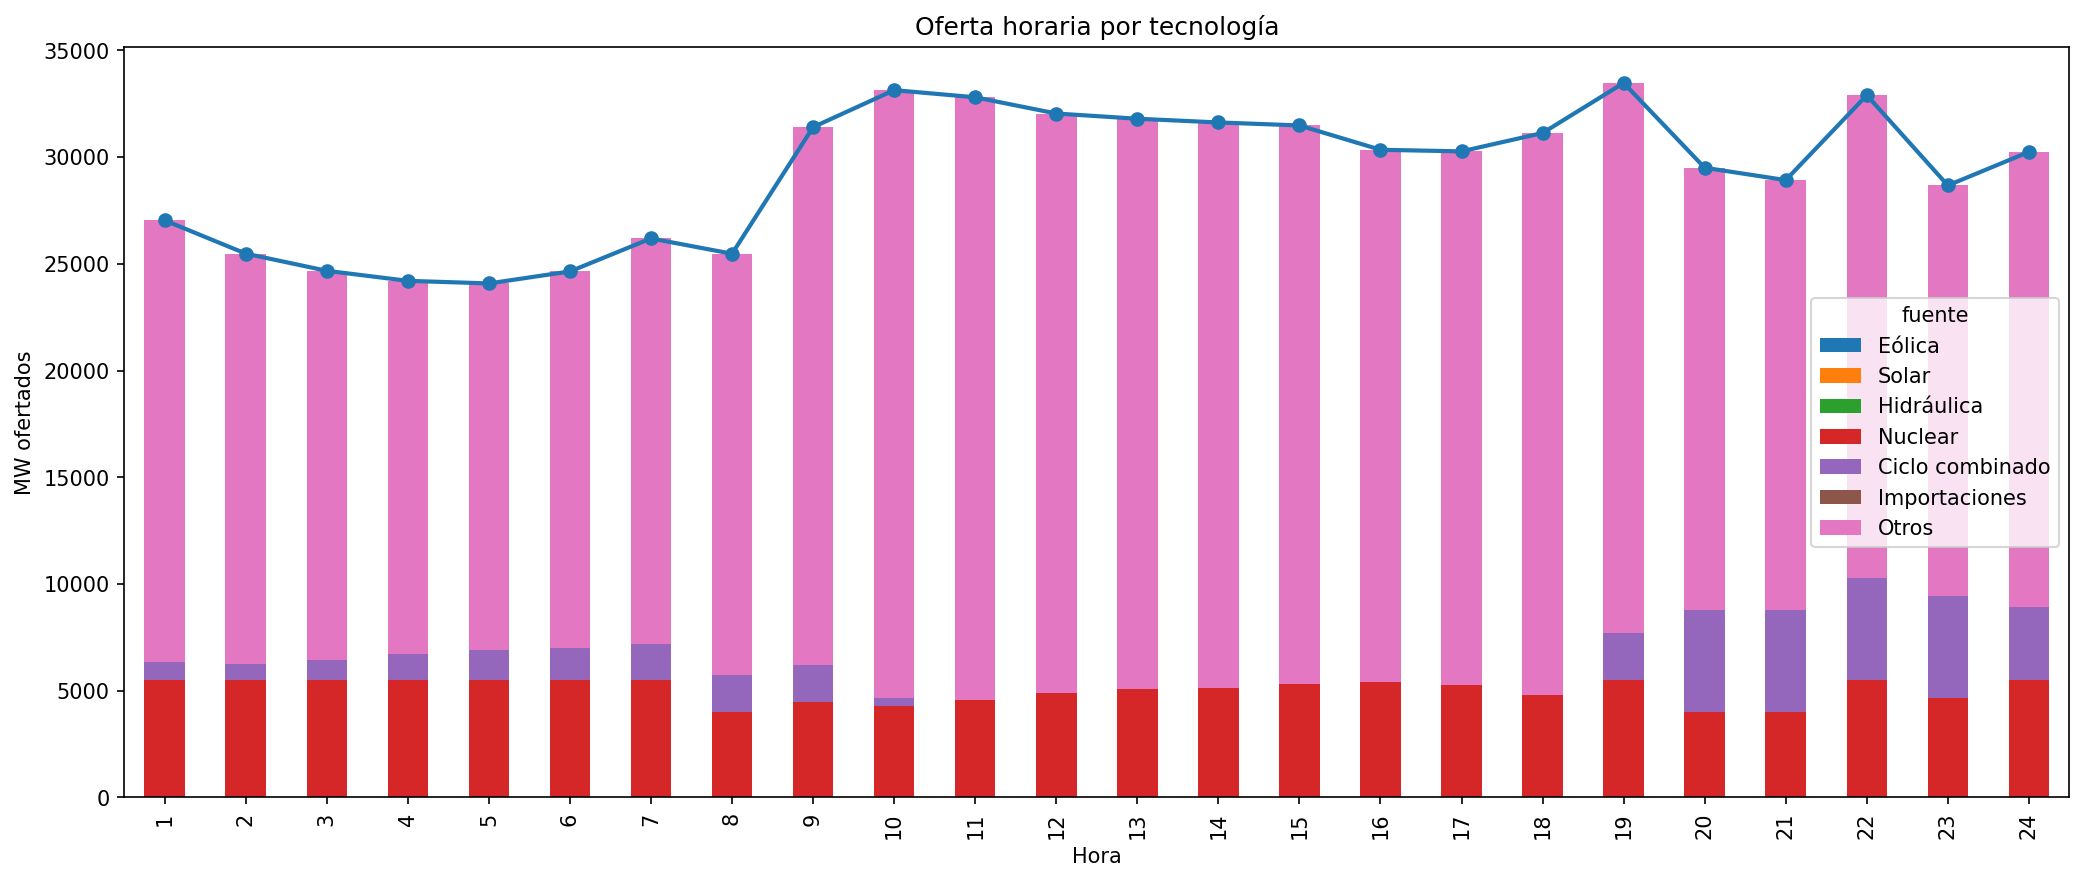 Oferta horaria por tecnología
MW ofertados
35000
30000
25000
20000
15000
10000
5000
0
fuente
Eólica
Solar
Hidráulica
Nuclear
Ciclo combinado
Importaciones
Otros
1 2 3 4 5 6 7 8 9 10 11 12 13 14 15 16 17 18 19 20 21 22 23 24
Hora